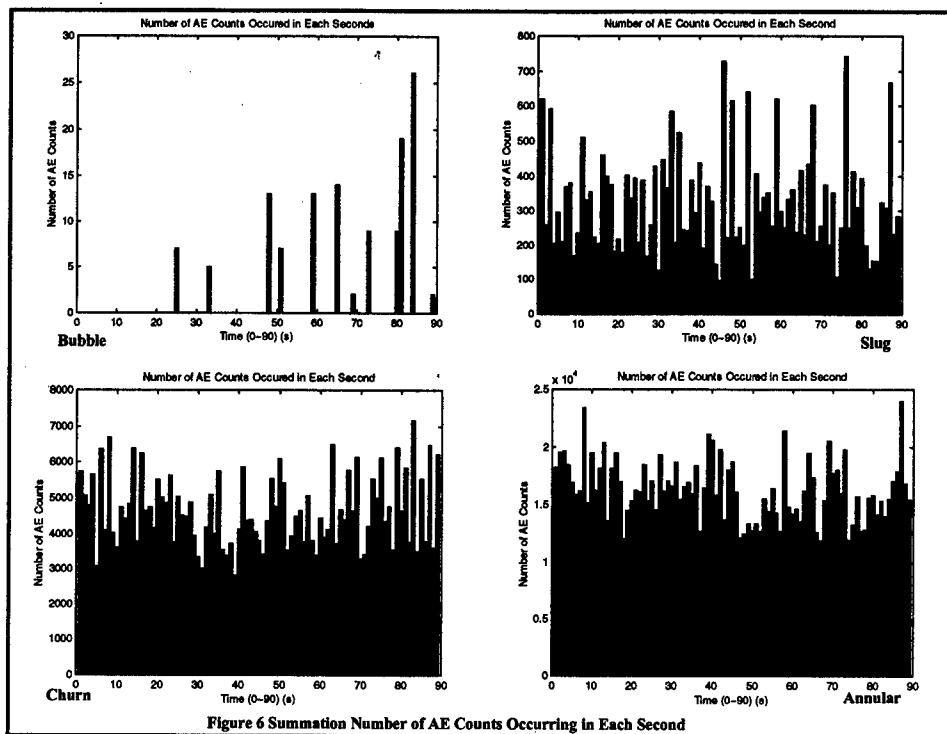 Number of AE Counts Occured in Each Seconds
30
25
20
15
10
5
0
Number of AE Counts
0 10 20 30 40 50 60 70 80 90
Time (0~90) (s)
Bubble
Number of AE Counts Occured in Each Second
800
700
600
500
400
300
200
100
0
Number of AE Counts
0 10 20 30 40 50 60 70 80 90
Time (0~90) (s)
Slug
Number of AE Counts Occured in Each Second
8000
7000
6000
5000
4000
3000
2000
1000
0
Number of AE Counts
0 10 20 30 40 50 60 70 80 90
Time (0~90) (s)
Churn
Number of AE Counts Occured in Each Second
x 10^4
2.5
2
1.5
1
0.5
0
Number of AE Counts
0 10 20 30 40 50 60 70 80 90
Time (0~90) (s)
Annular
Figure 6 Summation Number of AE Counts Occurring in Each Second